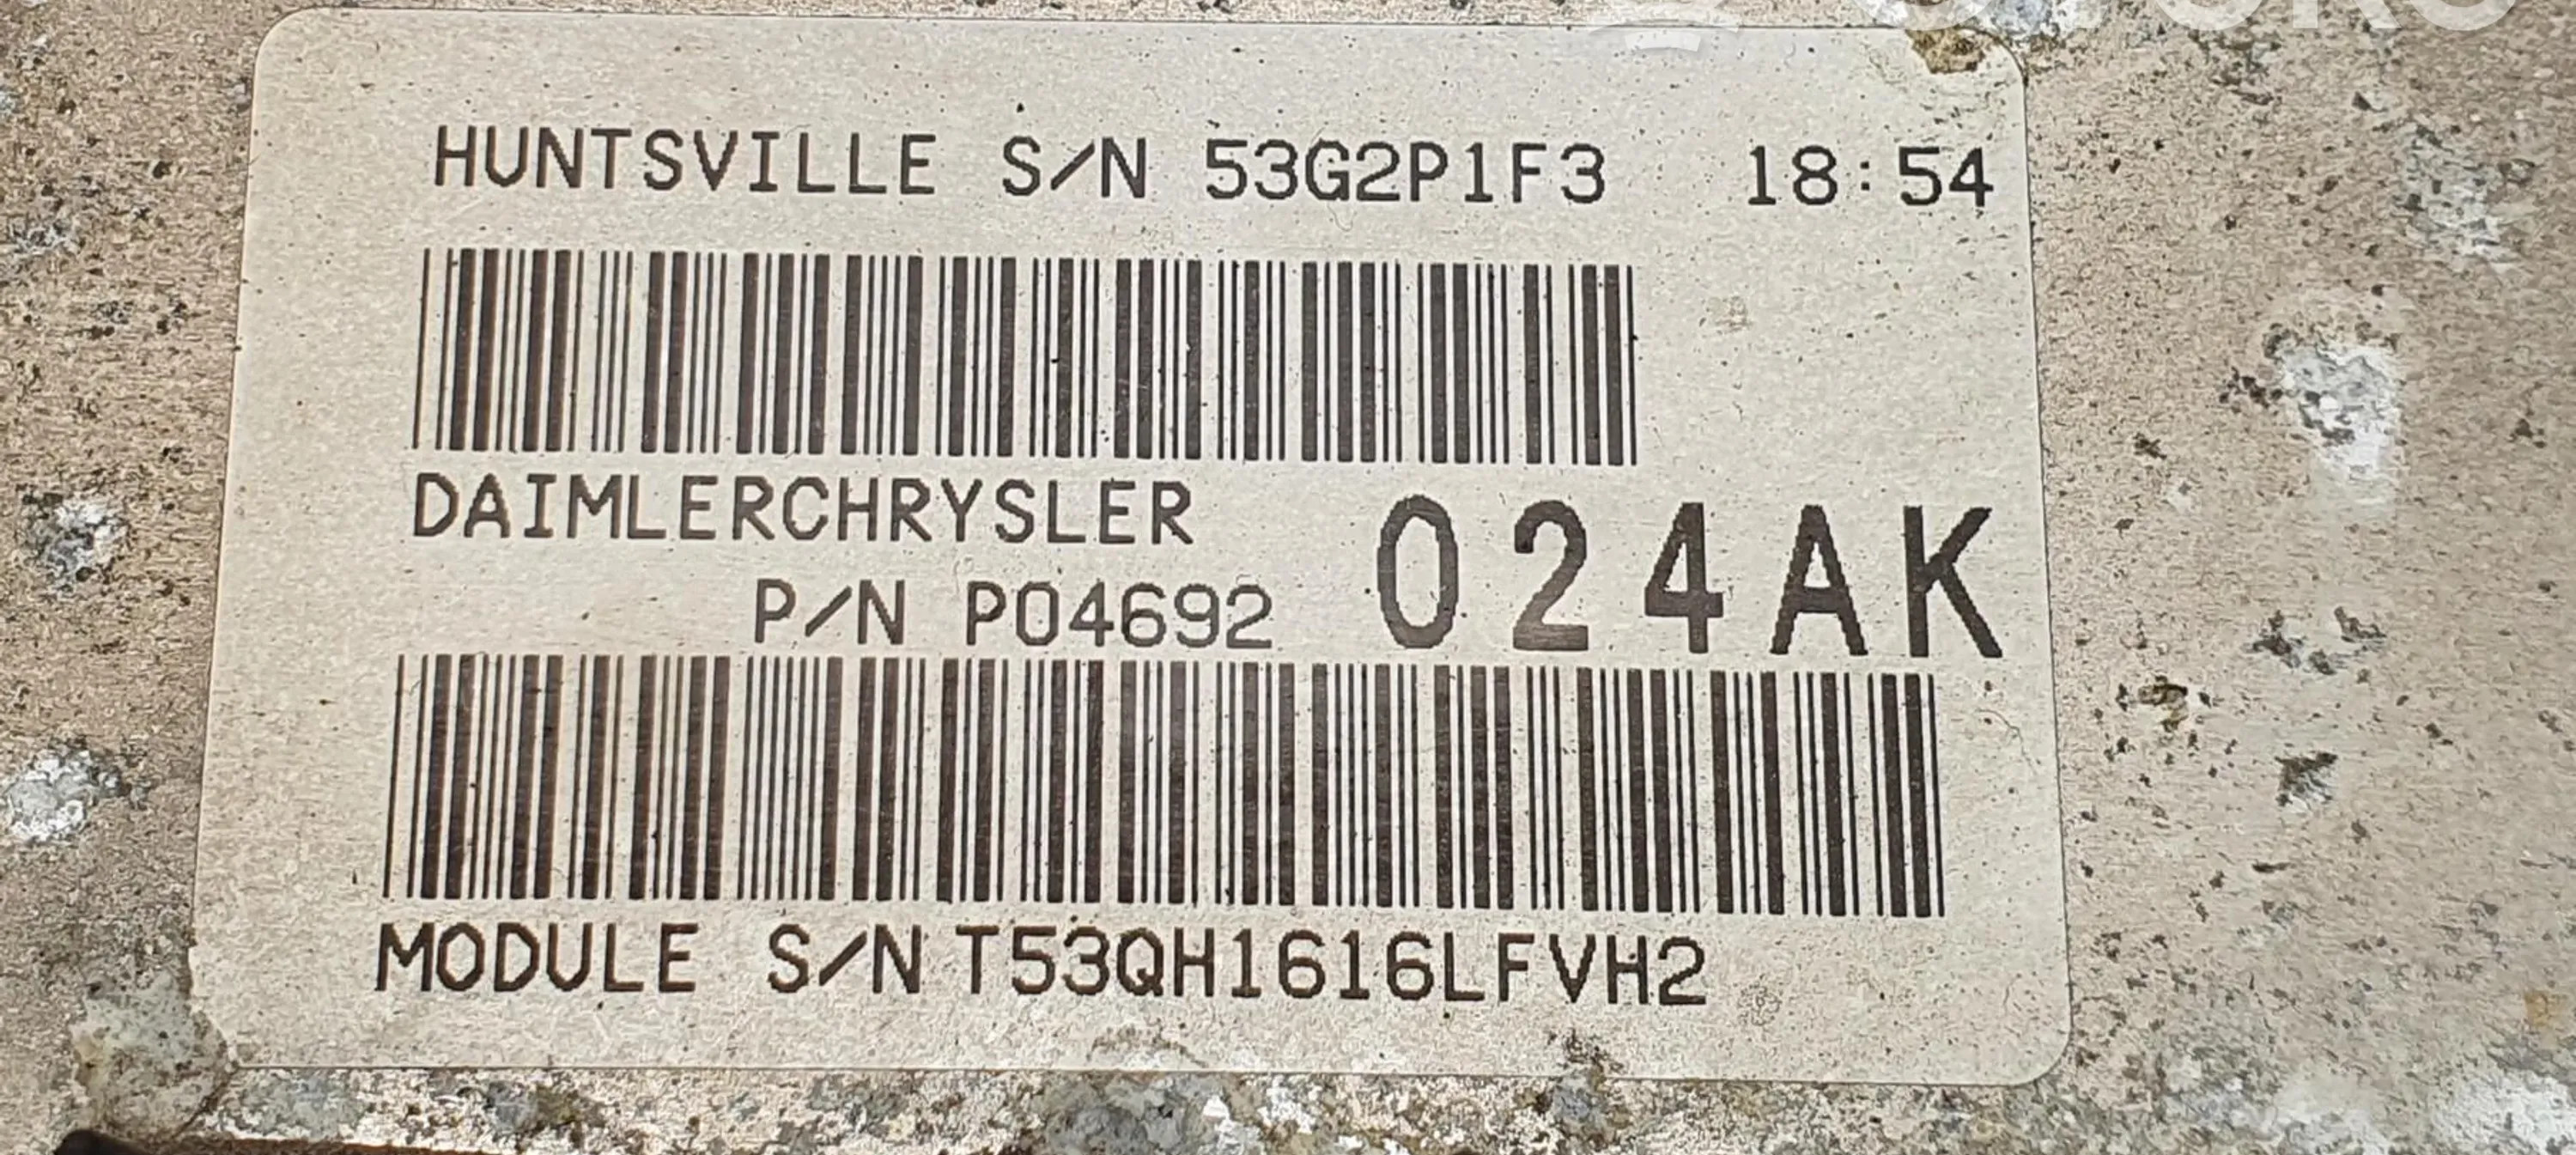 HUNTSVILLE S/N 53G2P1F3 18:54
DAIMLERCHRYSLER
P/N P04692 024AK
MODULE S/N T53QH1616LFVH2